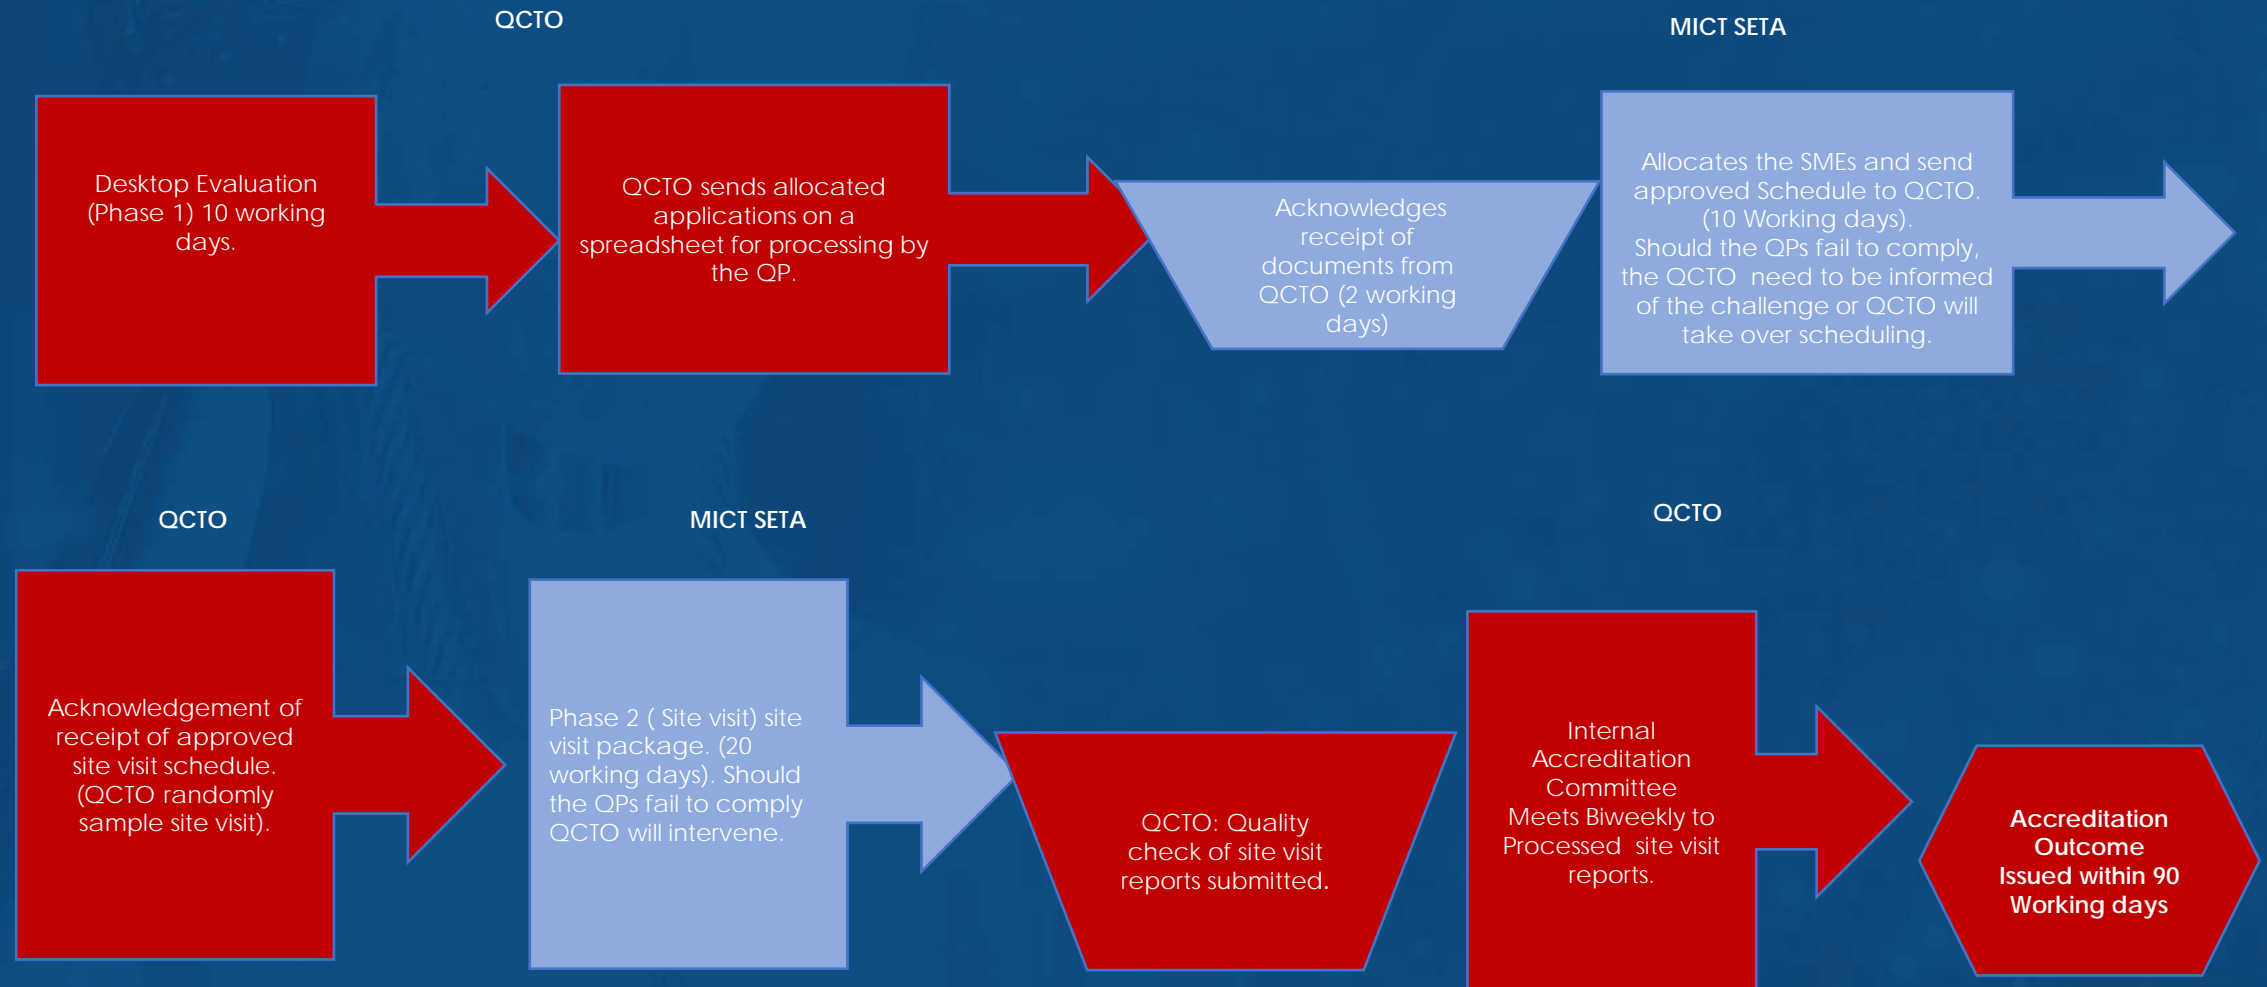 QCTO
MICT SETA
Desktop Evaluation
(Phase 1) 10 working
days.
QCTO sends allocated
applications on a
spreadsheet for processing by
the QP.
Acknowledges
receipt of
documents from
QCTO (2 working
days)
Allocates the SMEs and send
approved Schedule to QCTO.
(10 Working days).
Should the QPs fail to comply,
the QCTO need to be informed
of the challenge or QCTO will
take over scheduling.
QCTO
MICT SETA
QCTO
Acknowledgement of
receipt of approved
site visit schedule.
(QCTO randomly
sample site visit).
Phase 2 ( Site visit) site
visit package. (20
working days). Should
the QPs fail to comply
QCTO will intervene.
QCTO: Quality
check of site visit
reports submitted.
Internal
Accreditation
Committee
Meets Biweekly to
Processed site visit
reports.
Accreditation
Outcome
Issued within 90
Working days